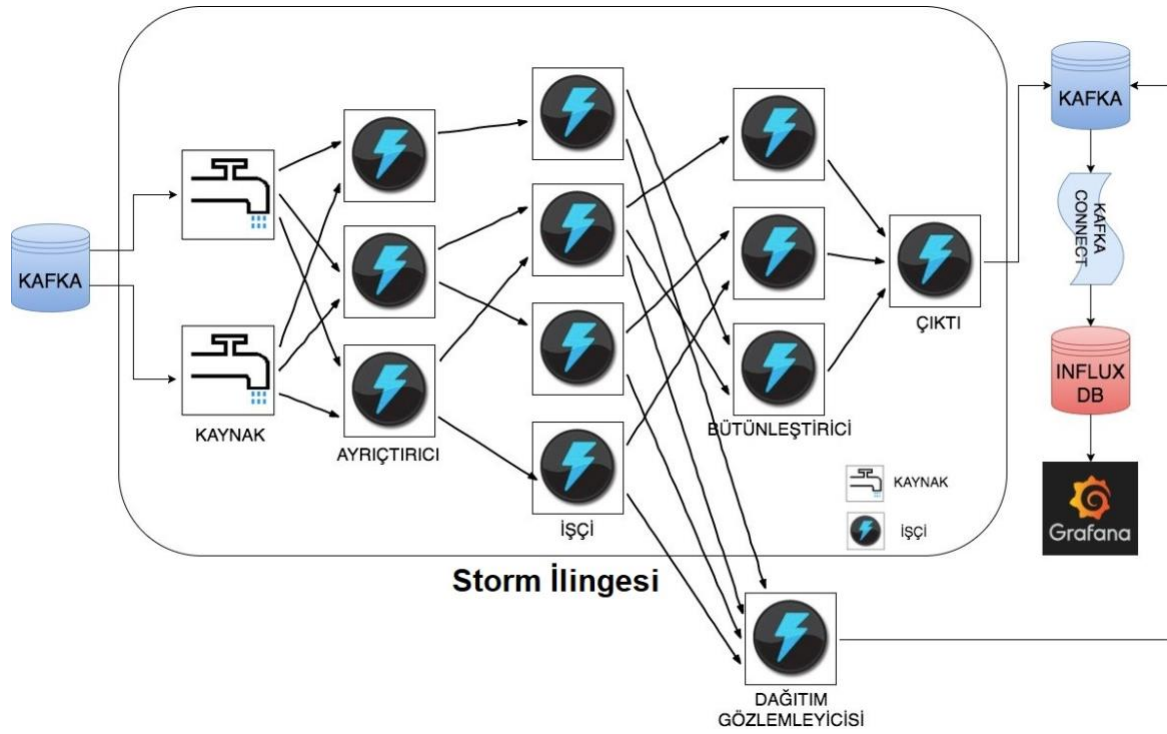 KAFKA
KAYNAK
AYRIÇTIRICI
İŞÇİ
BÜTÜNLEŞTİRİCİ
ÇIKTI
KAYNAK
İŞÇİ
Storm İlingesi
DAĞITIM
GÖZLEMLEYİCİSİ
KAFKA
KAFKA
CONNECT
INFLUX
DB
Grafana